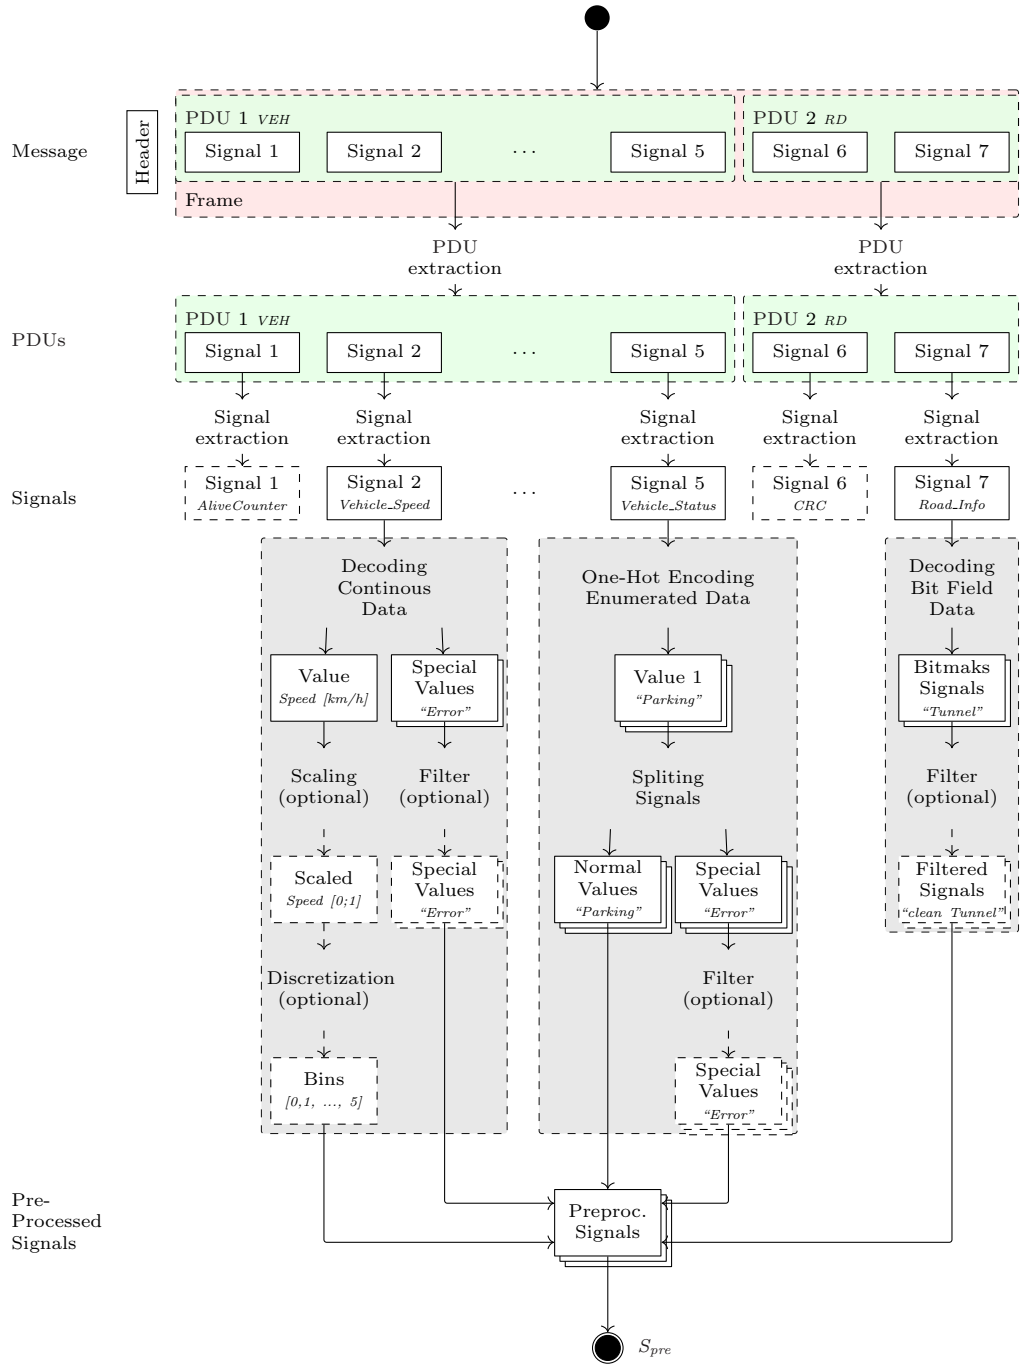 PDU 1 VEH
PDU 2 RD
Message
Header
Signal 1
Signal 2
...
Signal 5
Signal 6
Signal 7
Frame
PDU
extraction
PDU
extraction
PDUs
PDU 1 VEH
PDU 2 RD
Signal 1
Signal 2
...
Signal 5
Signal 6
Signal 7
Signal
extraction
Signal
extraction
Signal
extraction
Signal
extraction
Signal
extraction
Signals
Signal 1
AliveCounter
Signal 2
Vehicle_Speed
...
Signal 5
Vehicle_Status
Signal 6
CRC
Signal 7
Road_Info
Decoding
Continous
Data
One-Hot Encoding
Enumerated Data
Decoding
Bit Field
Data
Value
Speed [km/h]
Special
Values
“Error”
Value 1
“Parking”
Bitmaks
Signals
“Tunnel”
Scaling
(optional)
Filter
(optional)
Spliting
Signals
Filter
(optional)
Scaled
Speed [0;1]
Special
Values
“Error”
Normal
Values
“Parking”
Special
Values
“Error”
Filtered
Signals
“clean Tunnel”
Discretization
(optional)
Filter
(optional)
Bins
[0,1, ..., 5]
Special
Values
“Error”
Pre-
Processed
Signals
Preproc.
Signals
S_pre